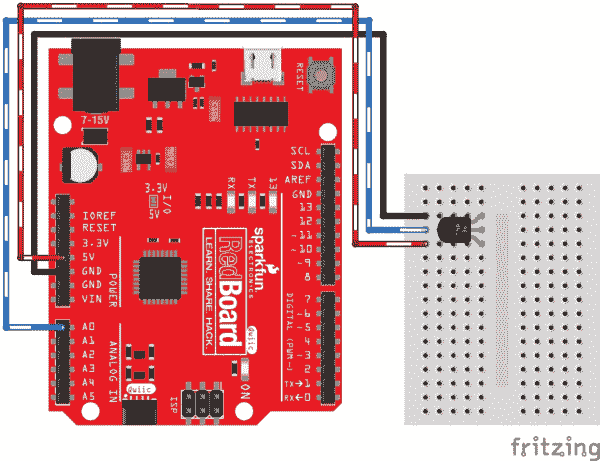 RESET
7-15V
3.3V
5V
I/O
RX
TX
13
SCL
SDA
AREF
GND
13
12
~11
~10
~9
8
7
~6
~5
4
~3
2
TX→1
RX←0
DIGITAL (PWM~)
IOREF
RESET
3.3V
5V
GND
GND
VIN
POWER
A0
A1
A2
A3
A4
A5
ANALOG IN
sparkfun
ELECTRONICS
RedBoard
LEARN. SHARE. HACK.
Qwiic
Qwiic
ISP
ON
fritzing